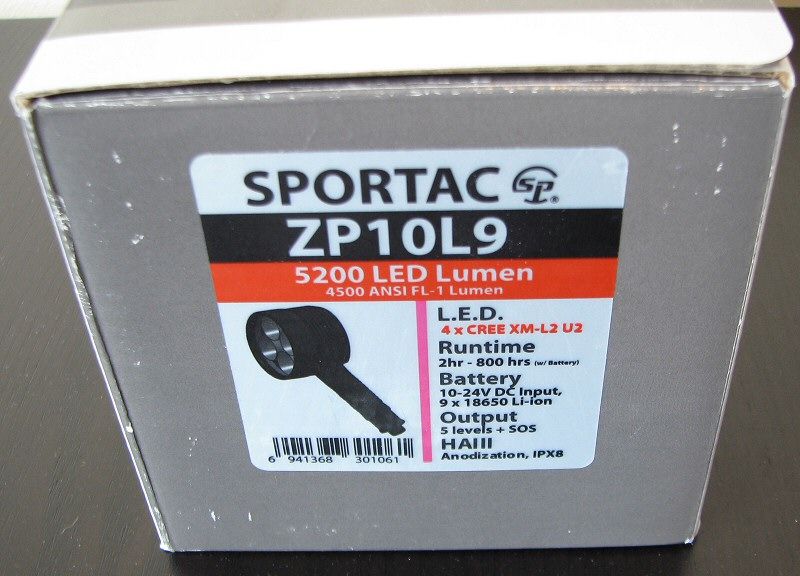 SPORTAC SPL®
ZP10L9
5200 LED Lumen
4500 ANSI FL-1 Lumen
L.E.D.
4 x CREE XM-L2 U2
Runtime
2hr - 800 hrs (w/ Battery)
Battery
10-24V DC Input,
9 x 18650 Li-ion
Output
5 levels + SOS
HAIII
Anodization, IPX8
6 941368 301061